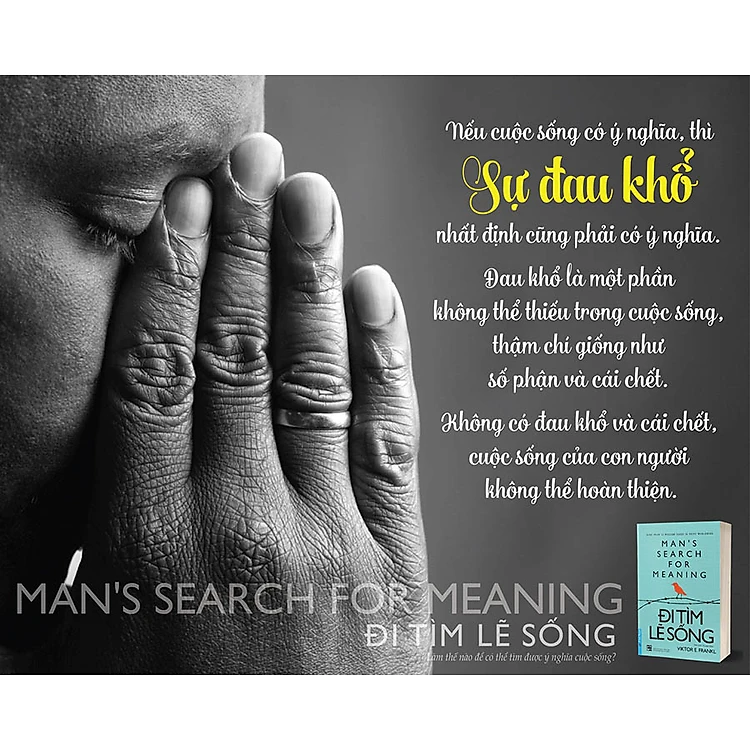 Nếu cuộc sống có ý nghĩa, thì
Sự đau khổ
nhất định cũng phải có ý nghĩa.
Đau khổ là một phần
không thể thiếu trong cuộc sống,
thậm chí giống như
số phận và cái chết.
Không có đau khổ và cái chết,
cuộc sống của con người
không thể hoàn thiện.
MAN'S SEARCH FOR MEANING
ĐI TÌM LẼ SỐNG
Làm thế nào để có thể tìm được ý nghĩa cuộc sống?
MAN'S
SEARCH
FOR
MEANING
ĐI TÌM
LẼ SỐNG
VIKTOR E. FRANKL